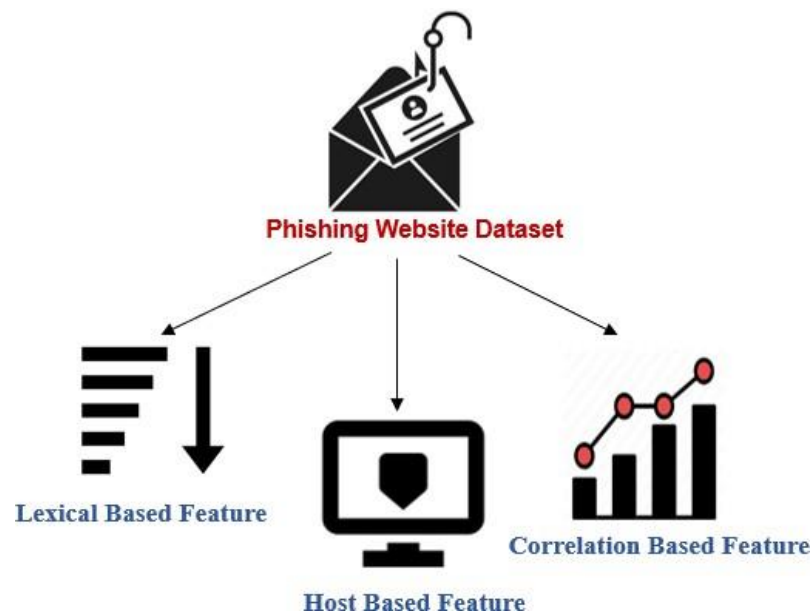 Phishing Website Dataset
Lexical Based Feature
Correlation Based Feature
Host Based Feature